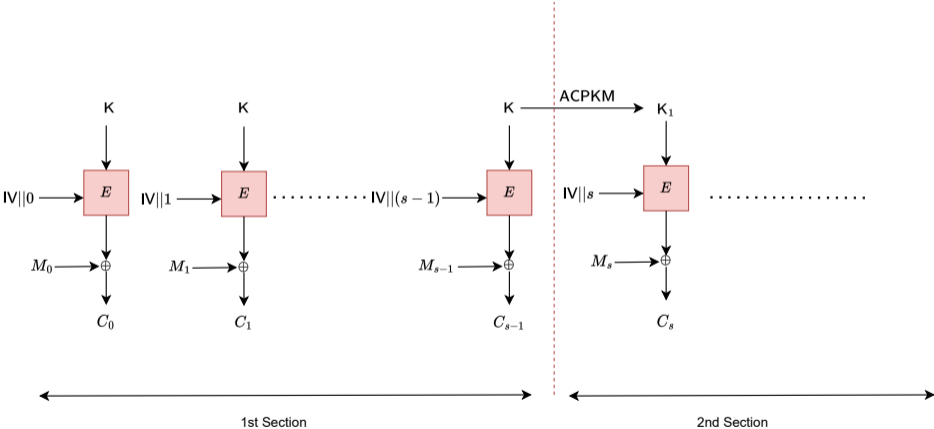 K K K ACPKM K₁
IV||0 E IV||1 E IV||(s − 1) E IV||s E
M₀ ⊕ M₁ ⊕ Mₛ₋₁ ⊕ Mₛ ⊕
C₀ C₁ Cₛ₋₁ Cₛ
1st Section 2nd Section